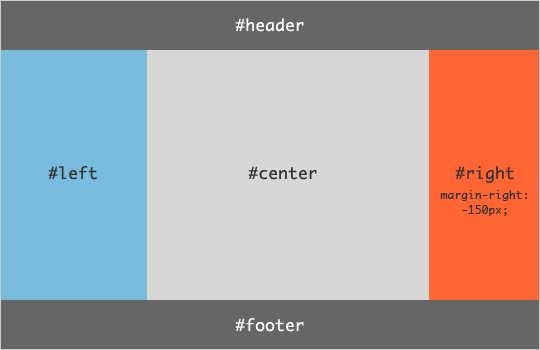 #header
#left
#center
#right
margin-right:
-150px;
#footer